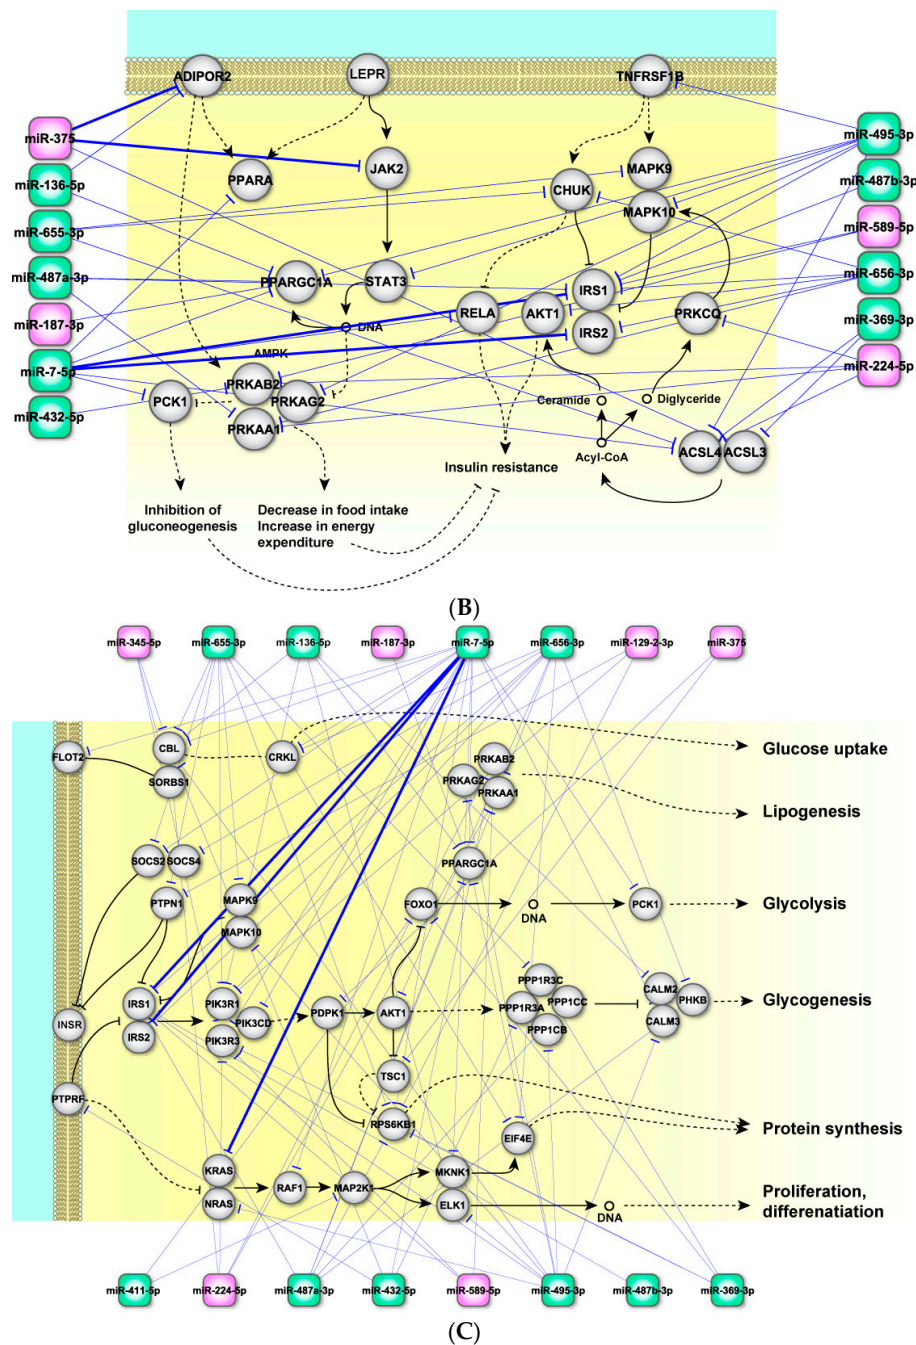 ADIPOR2
LEPR
TNFRSF1B
miR-375
miR-136-5p
miR-655-3p
miR-487a-3p
miR-187-3p
miR-7-5p
miR-432-5p
miR-495-3p
miR-487b-3p
miR-589-5p
miR-656-3p
miR-369-3p
miR-224-5p
PPARA
JAK2
CHUK
MAPK9
MAPK10
PPARGC1A
STAT3
IRS1
IRS2
RELA
AKT1
PRKCQ
DNA
AMPK
PRKAB2
PRKAG2
PRKAA1
PCK1
Ceramide
Diglyceride
Acyl-CoA
ACSL4
ACSL3
Insulin resistance
Inhibition of
gluconeogenesis
Decrease in food intake
Increase in energy
expenditure
(B)
miR-345-5p
miR-655-3p
miR-136-5p
miR-187-3p
miR-7-5p
miR-656-3p
miR-129-2-3p
miR-375
FLOT2
CBL
SORBS1
CRKL
PRKAB2
PRKAG2
PRKAA1
Glucose uptake
Lipogenesis
SOCS2
SOCS4
PPARGC1A
PTPN1
MAPK9
MAPK10
FOXO1
DNA
PCK1
Glycolysis
INSR
IRS1
IRS2
PIK3R1
PIK3CD
PIK3R3
PDPK1
AKT1
PPP1R3C
PPP1R3A
PPP1CC
PPP1CB
CALM2
CALM3
PHKB
Glycogenesis
PTPRF
TSC1
RPS6KB1
EIF4E
Protein synthesis
KRAS
NRAS
RAF1
MAP2K1
MKNK1
ELK1
DNA
Proliferation,
differenatiation
miR-411-5p
miR-224-5p
miR-487a-3p
miR-432-5p
miR-589-5p
miR-495-3p
miR-487b-3p
miR-369-3p
(C)